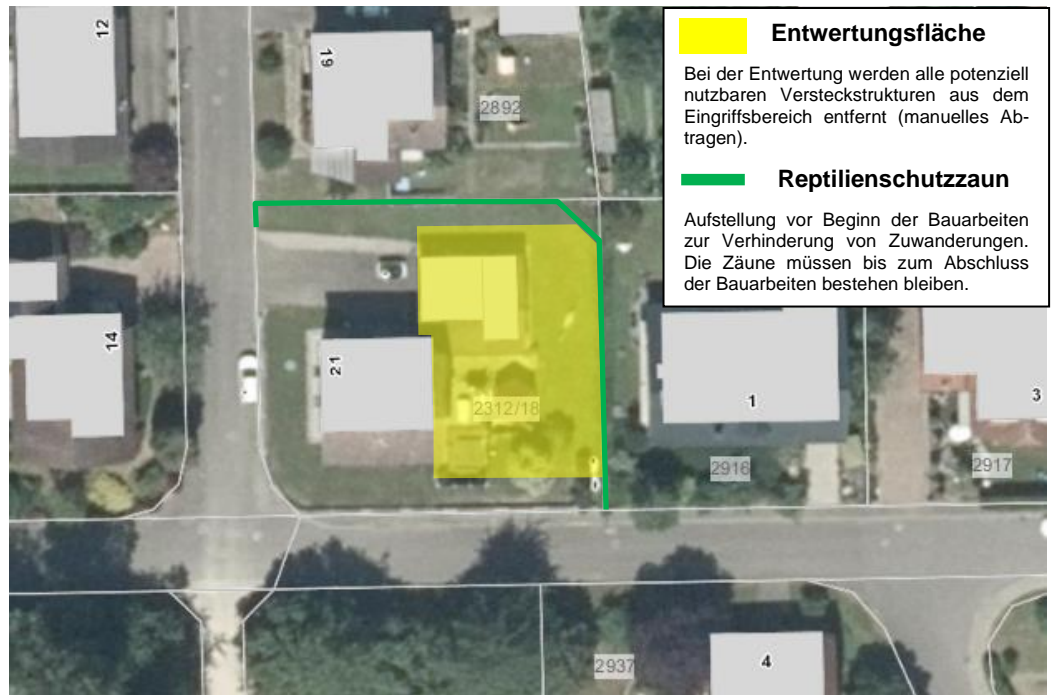 Entwertungsfläche
Bei der Entwertung werden alle potenziell
nutzbaren Versteckstrukturen aus dem
Eingriffsbereich entfernt (manuelles Ab-
tragen).
Reptilienschutzzaun
Aufstellung vor Beginn der Bauarbeiten
zur Verhinderung von Zuwanderungen.
Die Zäune müssen bis zum Abschluss
der Bauarbeiten bestehen bleiben.
12
19
2892
14
21
2312/18
1
3
2916
2917
2937
4